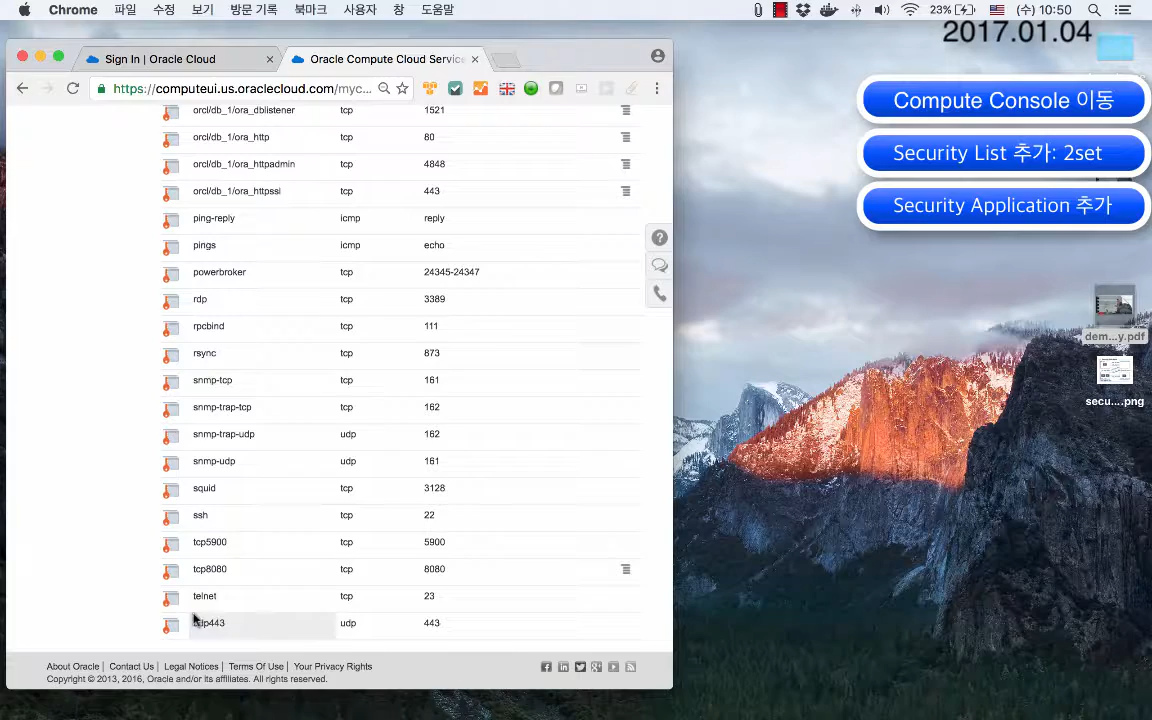 Chrome 파일 수정 보기 방문 기록 북마크 사용자 창 도움말 23% (수) 10:50
2017.01.04
Sign In | Oracle Cloud
Oracle Compute Cloud Service
https://computeui.us.oraclecloud.com/myc...
Compute Console 이동
Security List 추가: 2set
Security Application 추가
orcl/db_1/ora_dblistener tcp 1521
orcl/db_1/ora_http tcp 80
orcl/db_1/ora_httpadmin tcp 4848
orcl/db_1/ora_httpssl tcp 443
ping-reply icmp reply
pings icmp echo
powerbroker tcp 24345-24347
rdp tcp 3389
rpcbind tcp 111
rsync tcp 873
snmp-tcp tcp 161
snmp-trap-tcp tcp 162
snmp-trap-udp udp 162
snmp-udp udp 161
squid tcp 3128
ssh tcp 22
tcp5900 tcp 5900
tcp8080 tcp 8080
telnet tcp 23
udp443 udp 443
dem...y.pdf
secu....png
About Oracle | Contact Us | Legal Notices | Terms Of Use | Your Privacy Rights
Copyright © 2013, 2016, Oracle and/or its affiliates. All rights reserved.